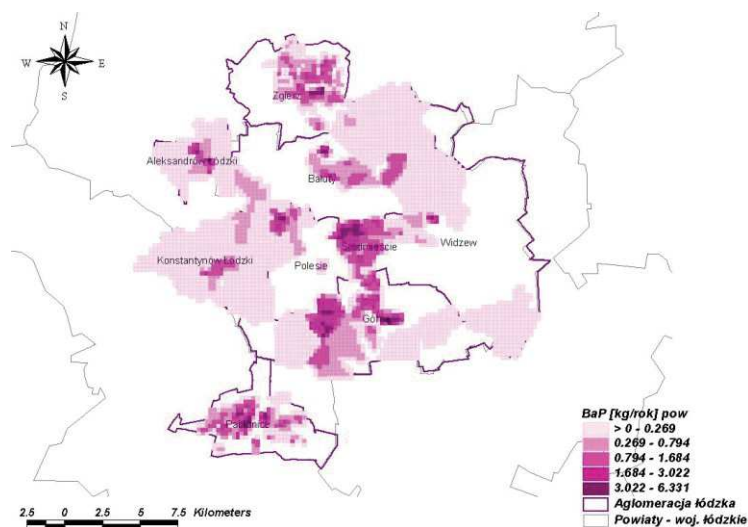 N
W E
S
Zgierz
Aleksandrów Łódzki
Bałuty
Śródmieście
Widzew
Konstantynów Łódzki
Polesie
Górna
Pabianice
BaP [kg/rok] pow
> 0 - 0.269
0.269 - 0.794
0.794 - 1.684
1.684 - 3.022
3.022 - 6.331
Aglomeracja łódzka
Powiaty - woj. łódzkie
2.5 0 2.5 5 7.5 Kilometers